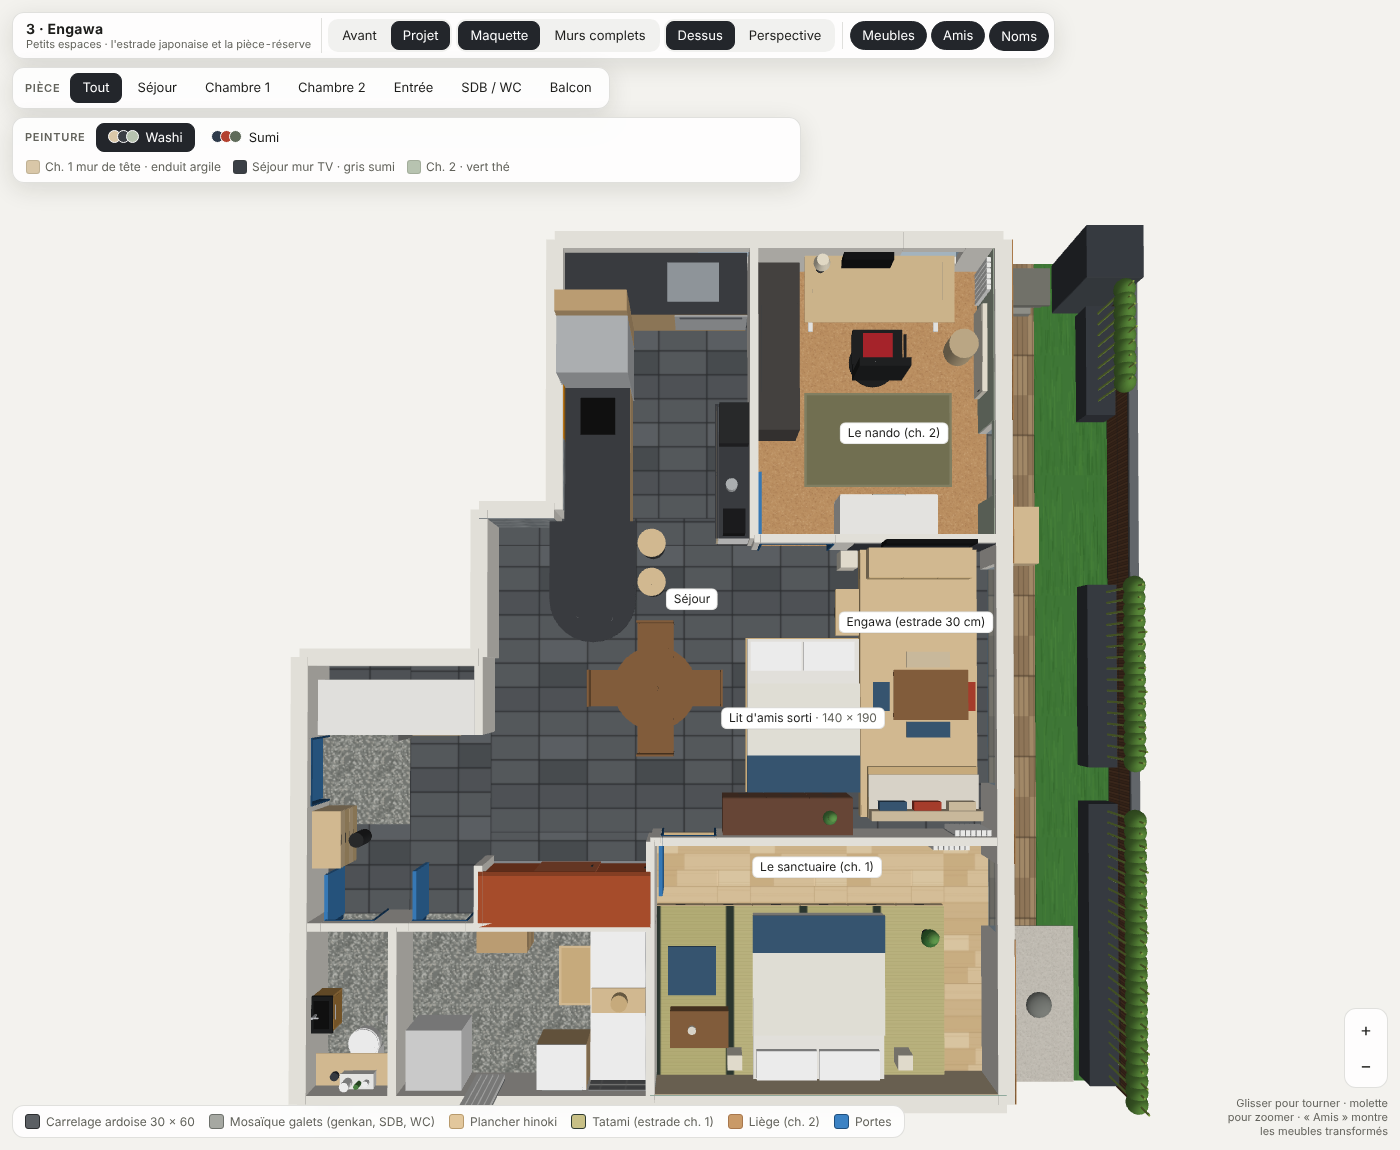 3 · Engawa
Petits espaces · l'estrade japonaise et la pièce-réserve
Avant
Projet
Maquette
Murs complets
Dessus
Perspective
Meubles
Amis
Noms
PIÈCE
Tout
Séjour
Chambre 1
Chambre 2
Entrée
SDB / WC
Balcon
PEINTURE
Washi
Sumi
Ch. 1 mur de tête · enduit argile
Séjour mur TV · gris sumi
Ch. 2 · vert thé
Le nando (ch. 2)
Séjour
Engawa (estrade 30 cm)
Lit d'amis sorti · 140 × 190
Le sanctuaire (ch. 1)
+
−
Carrelage ardoise 30 × 60
Mosaïque galets (genkan, SDB, WC)
Plancher hinoki
Tatami (estrade ch. 1)
Liège (ch. 2)
Portes
Glisser pour tourner · molette
pour zoomer · « Amis » montre
les meubles transformés